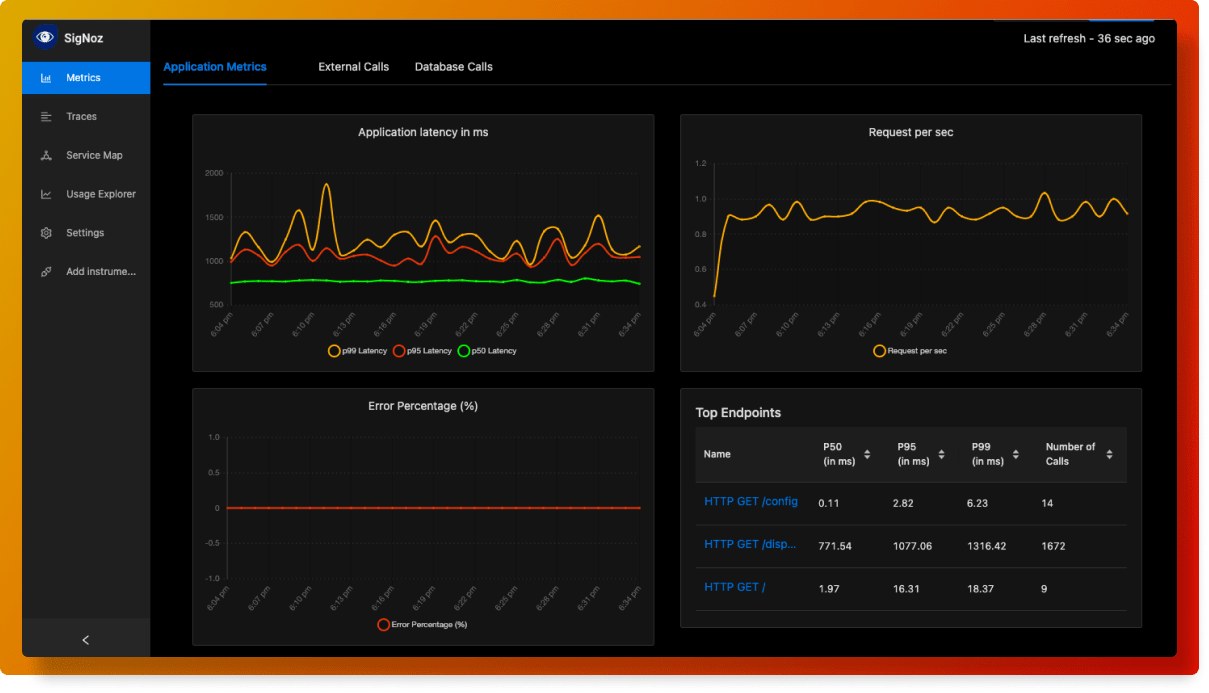 SigNoz
Last refresh - 36 sec ago
Metrics
Traces
Service Map
Usage Explorer
Settings
Add instrume...
Application Metrics External Calls Database Calls
Application latency in ms
2000
1500
1000
500
6:04 pm 6:07 pm 6:10 pm 6:13 pm 6:16 pm 6:19 pm 6:22 pm 6:25 pm 6:28 pm 6:31 pm 6:34 pm
p99 Latency p95 Latency p50 Latency
Request per sec
1.2
1.0
0.8
0.6
0.4
6:04 pm 6:07 pm 6:10 pm 6:13 pm 6:16 pm 6:19 pm 6:22 pm 6:25 pm 6:28 pm 6:31 pm 6:34 pm
Request per sec
Error Percentage (%)
1.0
0.5
0
-0.5
-1.0
6:04 pm 6:07 pm 6:10 pm 6:13 pm 6:16 pm 6:19 pm 6:22 pm 6:25 pm 6:28 pm 6:31 pm 6:34 pm
Error Percentage (%)
Top Endpoints
Name P50 (in ms) P95 (in ms) P99 (in ms) Number of Calls
HTTP GET /config 0.11 2.82 6.23 14
HTTP GET /disp... 771.54 1077.06 1316.42 1672
HTTP GET / 1.97 16.31 18.37 9